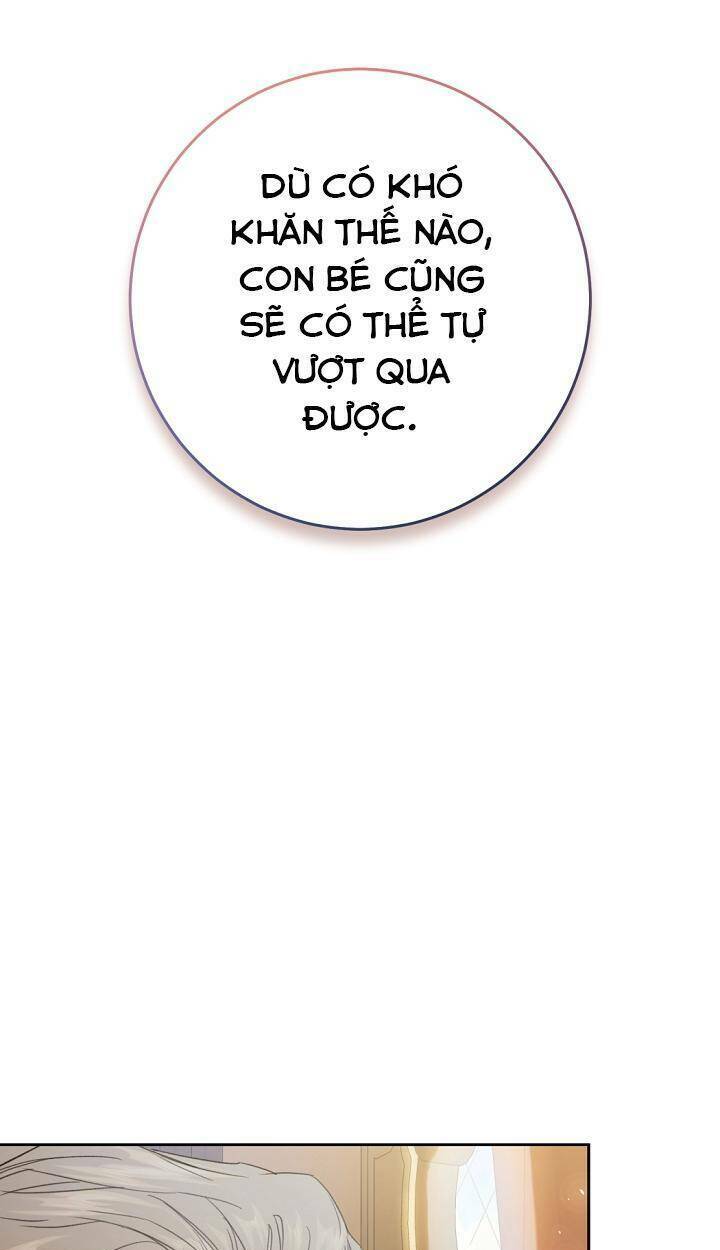 DÙ CÓ KHÓ
KHĂN THẾ NÀO,
CON BÉ CŨNG
SẼ CÓ THỂ TỰ
VƯỢT QUA
ĐƯỢC.